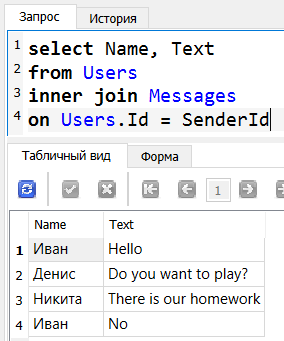 Запрос История
1 select Name, Text
2 from Users
3 inner join Messages
4 on Users.Id = SenderId
Табличный вид Форма
1
Name Text
1 Иван Hello
2 Денис Do you want to play?
3 Никита There is our homework
4 Иван No